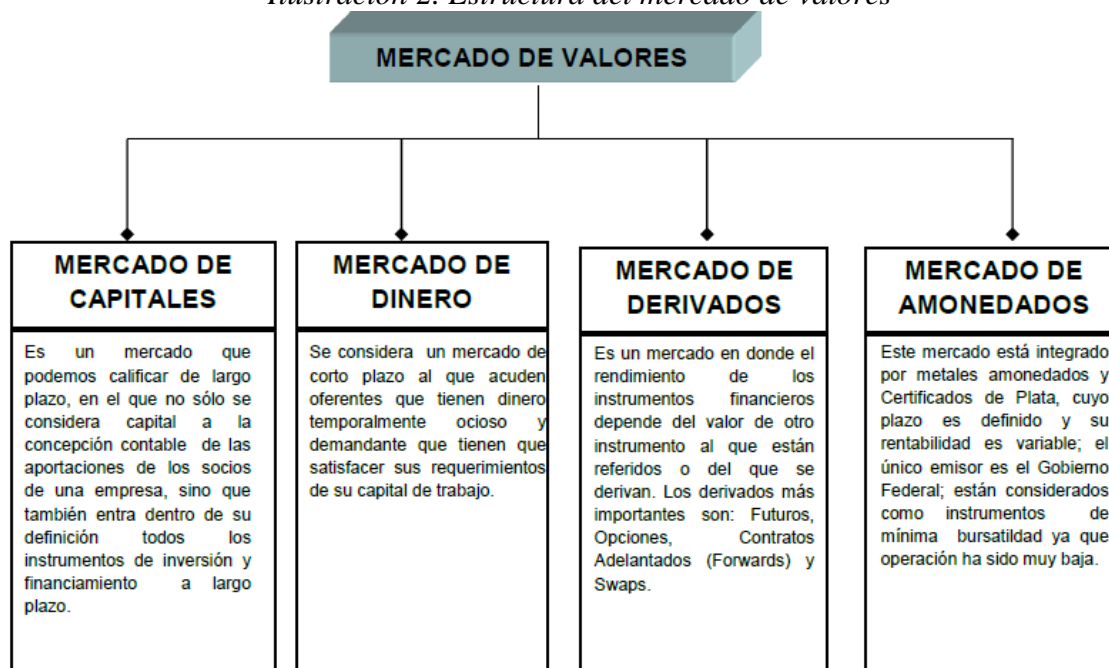 Ilustración 2. Estructura del mercado de valores
MERCADO DE VALORES
MERCADO DE
CAPITALES
Es un mercado que
podemos calificar de largo
plazo, en el que no sólo se
considera capital a la
concepción contable de las
aportaciones de los socios
de una empresa, sino que
también entra dentro de su
definición todos los
instrumentos de inversión y
financiamiento a largo
plazo.
MERCADO DE
DINERO
Se considera un mercado de
corto plazo al que acuden
oferentes que tienen dinero
temporalmente ocioso y
demandante que tienen que
satisfacer sus requerimientos
de su capital de trabajo.
MERCADO DE
DERIVADOS
Es un mercado en donde el
rendimiento de los
instrumentos financieros
depende del valor de otro
instrumento al que están
referidos o del que se
derivan. Los derivados más
importantes son: Futuros,
Opciones, Contratos
Adelantados (Forwards) y
Swaps.
MERCADO DE
AMONEDADOS
Este mercado está integrado
por metales amonedados y
Certificados de Plata, cuyo
plazo es definido y su
rentabilidad es variable; el
único emisor es el Gobierno
Federal; están considerados
como instrumentos de
mínima bursatildad ya que
operación ha sido muy baja.